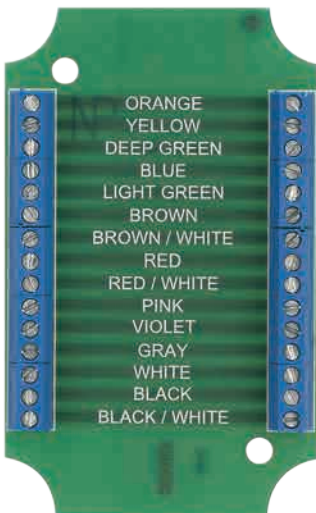 ORANGE
YELLOW
DEEP GREEN
BLUE
LIGHT GREEN
BROWN
BROWN / WHITE
RED
RED / WHITE
PINK
VIOLET
GRAY
WHITE
BLACK
BLACK / WHITE